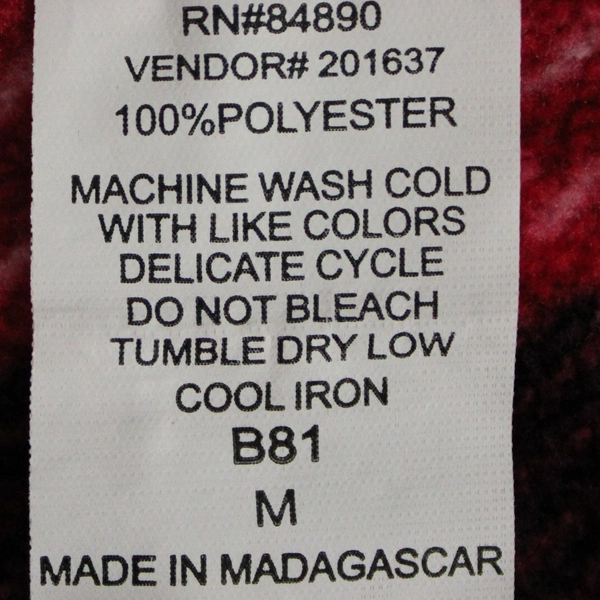 RN#84890
VENDOR# 201637
100%POLYESTER
MACHINE WASH COLD
WITH LIKE COLORS
DELICATE CYCLE
DO NOT BLEACH
TUMBLE DRY LOW
COOL IRON
B81
M
MADE IN MADAGASCAR